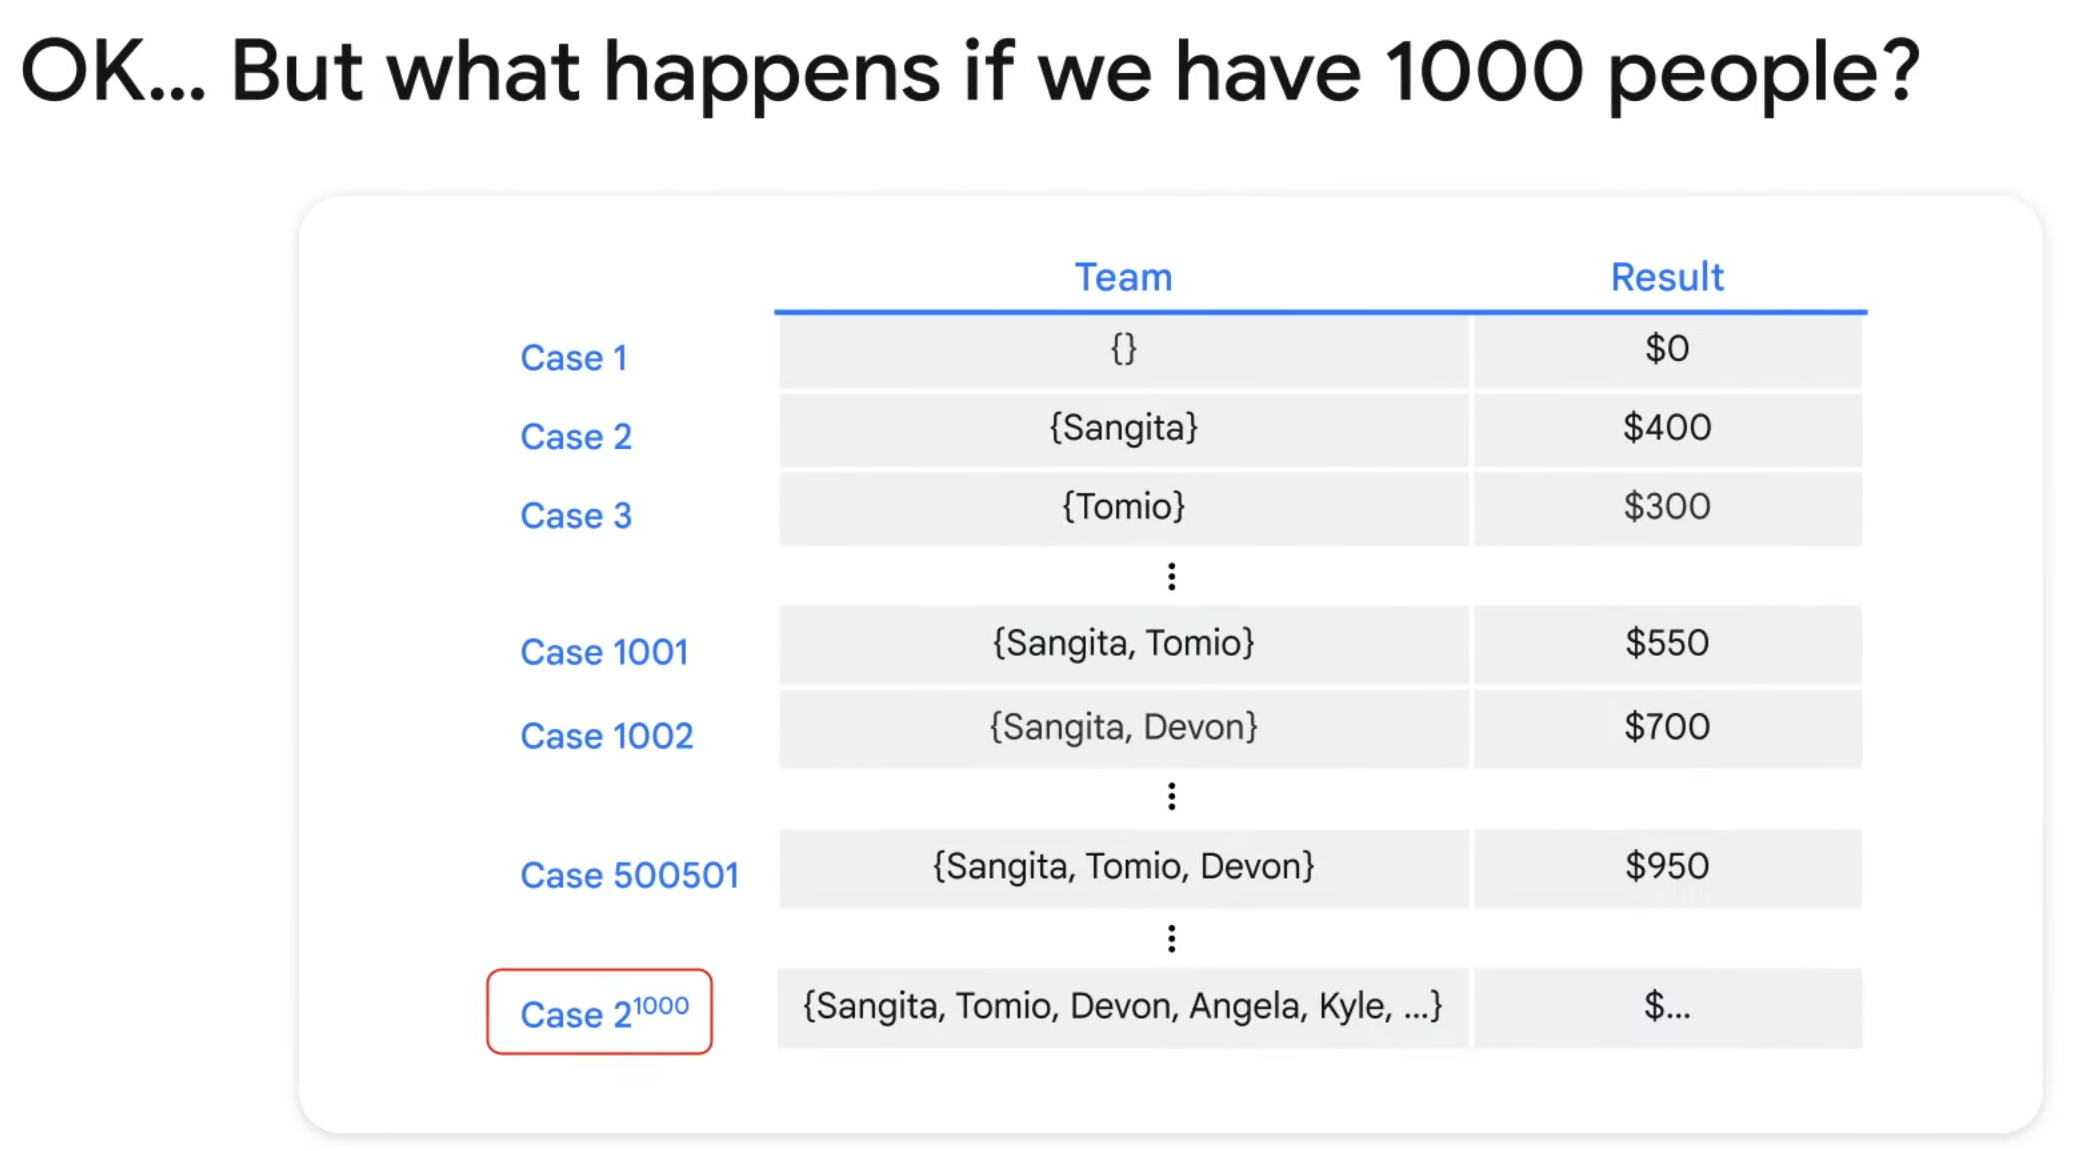 OK... But what happens if we have 1000 people?
Team Result
Case 1 {} $0
Case 2 {Sangita} $400
Case 3 {Tomio} $300
⋮
Case 1001 {Sangita, Tomio} $550
Case 1002 {Sangita, Devon} $700
⋮
Case 500501 {Sangita, Tomio, Devon} $950
⋮
Case 2¹⁰⁰⁰ {Sangita, Tomio, Devon, Angela, Kyle, ...} $...